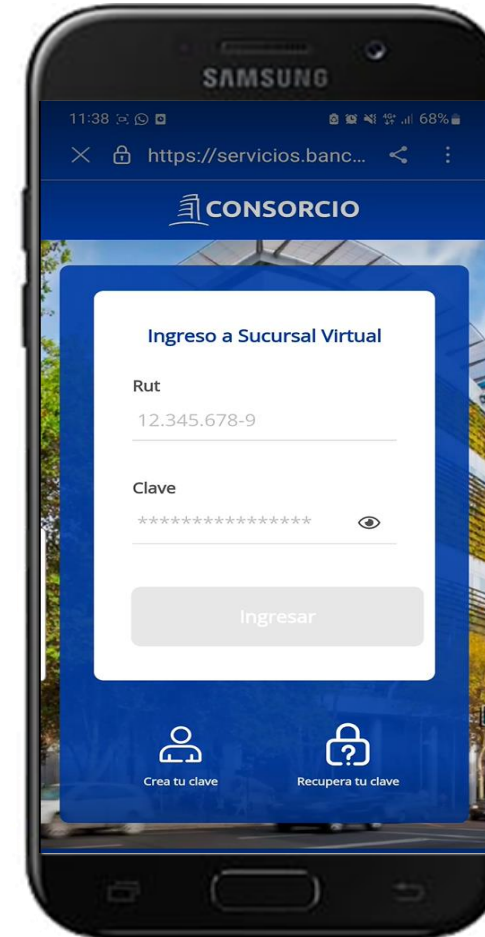 SAMSUNG
11:38 68%
https://servicios.banc...
CONSORCIO
Ingreso a Sucursal Virtual
Rut
12.345.678-9
Clave
****************
Ingresar
Crea tu clave
Recupera tu clave